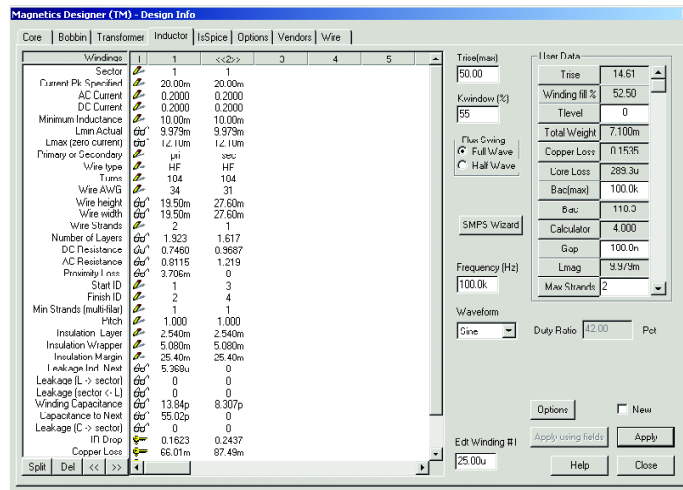 Magnetics Designer (TM) - Design Info
Core Bobbin Transformer Inductor IsSpice Options Vendors Wire
Windings I 1 <<2>> 3 4 5
Sector 1 1
Current Pk Specified 20.00m 20.00m
AC Current 0.2000 0.2000
DC Current 0.2000 0.2000
Minimum Inductance 10.00m 10.00m
Lmin Actual 9.979m 9.979m
Lmax (zero current) 12.10m 12.10m
Primary or Secondary pri sec
Wire type HF HF
Turns 104 104
Wire AWG 34 31
Wire height 19.50m 27.60m
Wire width 19.50m 27.60m
Wire Strands 2 1
Number of Layers 1.923 1.617
DC Resistance 0.7460 0.9687
AC Resistance 0.8115 1.219
Proximity Loss 3.706m 0
Start ID 1 3
Finish ID 2 4
Min Strands (multi-filar) 1 1
Pitch 1.000 1.000
Insulation Layer 2.540m 2.540m
Insulation Wrapper 5.080m 5.080m
Insulation Margin 25.40m 25.40m
Leakage Ind. Next 5.368u 0
Leakage (L -> sector) 0 0
Leakage (sector <- L) 0 0
Winding Capacitance 13.84p 8.307p
Capacitance to Next 55.02p 0
Leakage (C -> sector) 0 0
IR Drop 0.1623 0.2437
Copper Loss 66.01m 87.49m
Split Del << >>
Trise(max)
50.00
Kwindow (%)
55
Flux Swing
Full Wave
Half Wave
SMPS Wizard
Frequency (Hz)
100.0k
Waveform
Sine
Duty Ratio 42.00 Pct
Edt Winding #1
25.00u
User Data
Trise 14.61
Winding fill % 52.50
Tlevel 0
Total Weight 7.100m
Copper Loss 0.1535
Core Loss 289.3u
Bac(max) 100.0k
Bac 110.3
Calculator 4.000
Gap 100.0n
Lmag 9.979m
Max Strands 2
Options New
Apply using fields Apply
Help Close